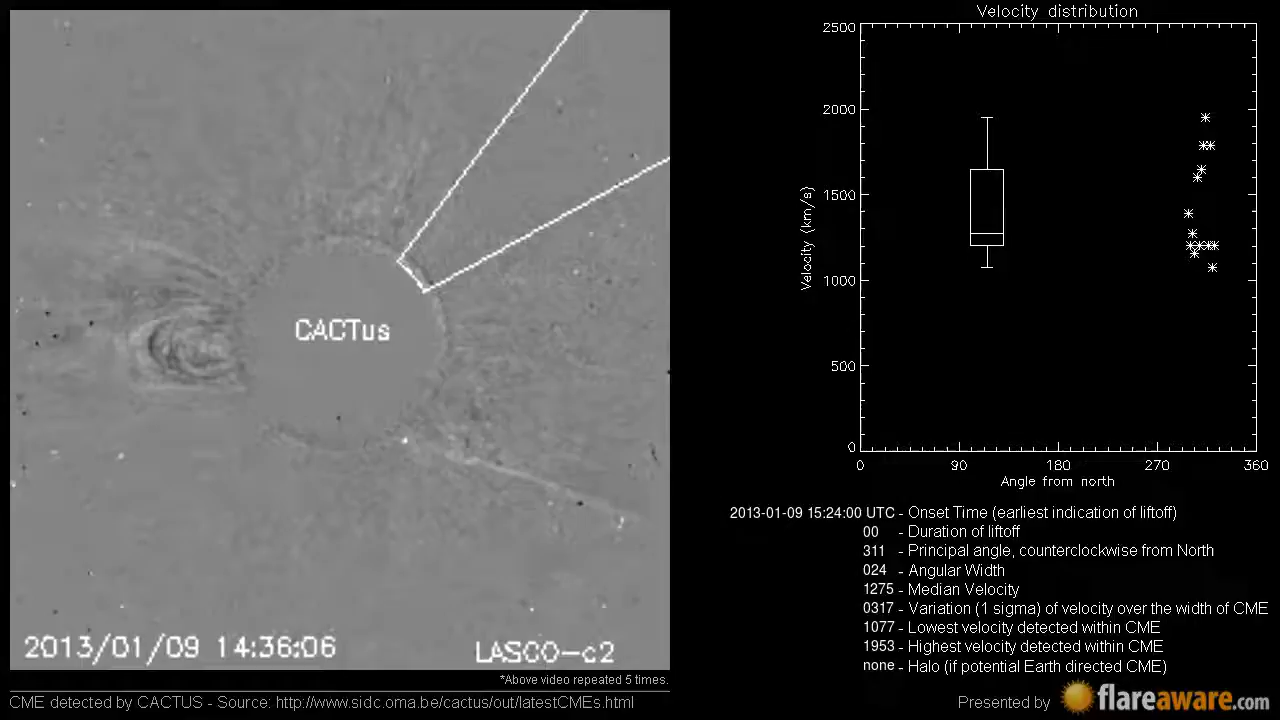 CACTus
2013/01/09 14:36:06
LASCO-c2
*Above video repeated 5 times.
CME detected by CACTUS - Source: http://www.sidc.oma.be/cactus/out/latestCMEs.html
Velocity distribution
2500
2000
1500
1000
500
0
Velocity (km/s)
0 90 180 270 360
Angle from north
2013-01-09 15:24:00 UTC - Onset Time (earliest indication of liftoff)
00 - Duration of liftoff
311 - Principal angle, counterclockwise from North
024 - Angular Width
1275 - Median Velocity
0317 - Variation (1 sigma) of velocity over the width of CME
1077 - Lowest velocity detected within CME
1953 - Highest velocity detected within CME
none - Halo (if potential Earth directed CME)
Presented by flareaware.com